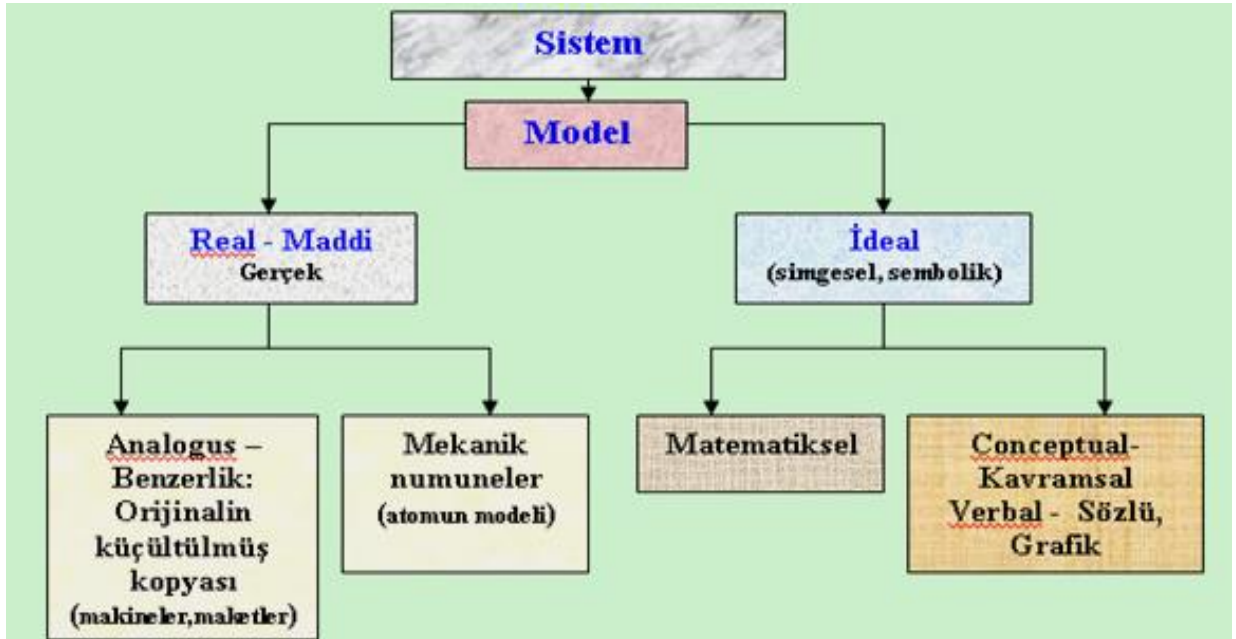 Sistem
Model
Real - Maddi
Gerçek
İdeal
(simgesel, sembolik)
Analogus –
Benzerlik:
Orijinalin
küçültülmüş
kopyası
(makineler,maketler)
Mekanik
numuneler
(atomun modeli)
Matematiksel
Conceptual-
Kavramsal
Verbal - Sözlü,
Grafik